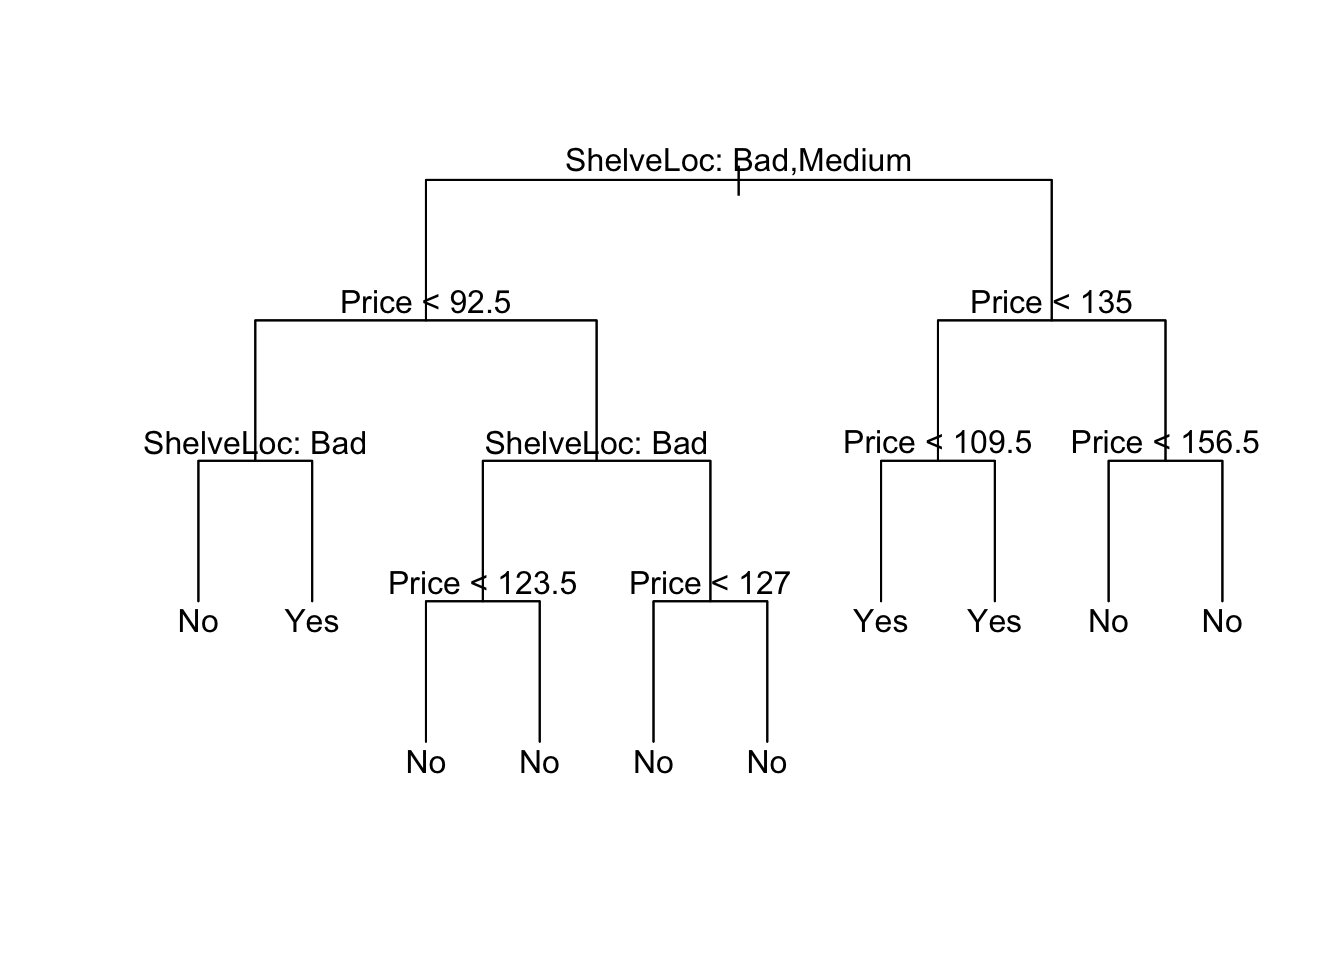 ShelveLoc: Bad,Medium
Price < 92.5
Price < 135
ShelveLoc: Bad
ShelveLoc: Bad
Price < 109.5
Price < 156.5
Price < 123.5
Price < 127
No
Yes
Yes
Yes
No
No
No
No
No
No